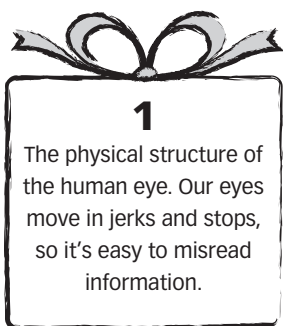 1
The physical structure of
the human eye. Our eyes
move in jerks and stops,
so it's easy to misread
information.